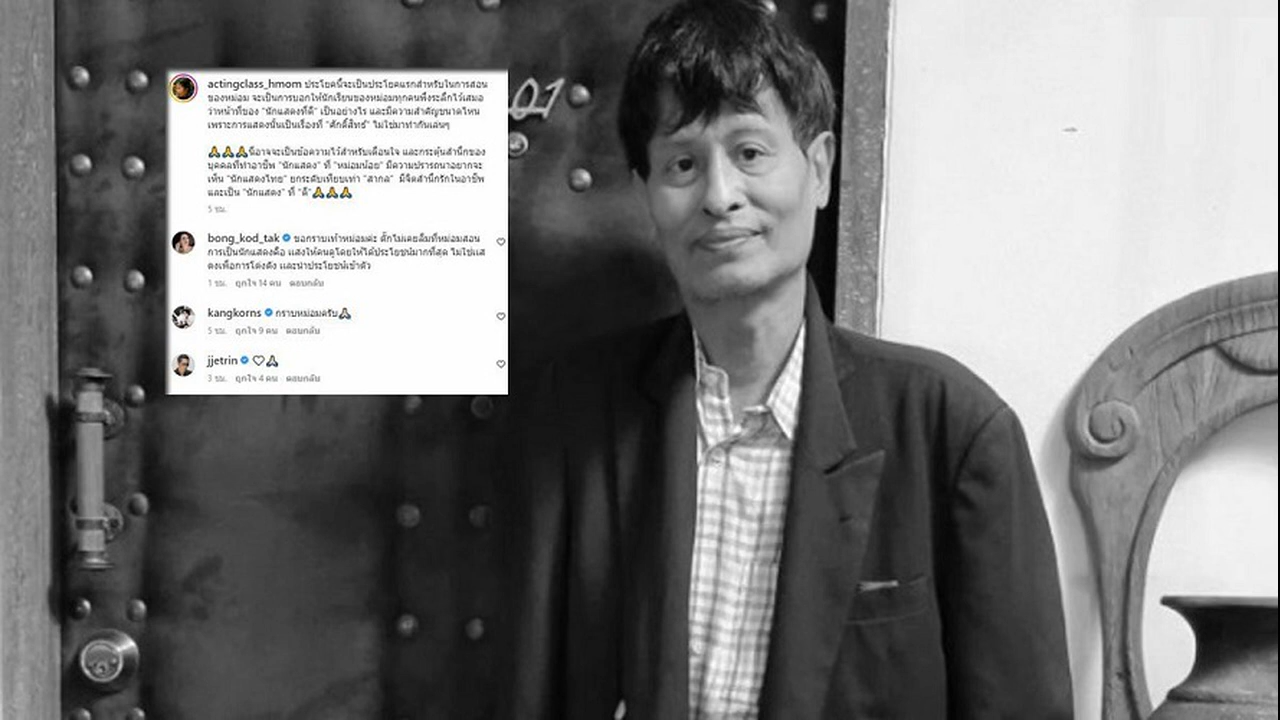 01
actingclass_hmom ประโยคนี้จะเป็นประโยคแรกสำหรับในการสอน
ของหม่อม จะเป็นการบอกให้นักเรียนของหม่อมทุกคนพึงระลึกไว้เสมอ
ว่าหน้าที่ของ "นักแสดงที่ดี" เป็นอย่างไร และมีความสำคัญขนาดไหน
เพราะการแสดงนั้นเป็นเรื่องที่ "ศักดิ์สิทธ์" ไม่ใช่มาทำกันเล่นๆ
🙏🙏🙏นี่อาจจะเป็นข้อความไว้สำหรับเตือนใจ และกระตุ้นสำนึกของ
บุคคลที่ทำอาชีพ "นักแสดง" ที่ "หม่อมน้อย" มีความปรารถนาอยากจะ
เห็น "นักแสดงไทย" ยกระดับเทียบเท่า "สากล" มีจิตสำนึกรักในอาชีพ
และเป็น "นักแสดง" ที่ "ดี"🙏🙏🙏
5 ชม.
bong_kod_tak ขอกราบเท้าหม่อมค่ะ ตั๊กไม่เคยลืมที่หม่อมสอน
การเป็นนักแสดงคือ แสงให้คนดูโดยให้ได้ประโยชน์มากที่สุด ไม่ใช่แส
ดงเพื่อการโด่งดัง และนำประโยชน์เข้าตัว
1 ชม. ถูกใจ 14 คน ตอบกลับ
kangkorns กราบหม่อมครับ🙏
5 ชม. ถูกใจ 9 คน ตอบกลับ
jjetrin ♡🙏
3 ชม. ถูกใจ 4 คน ตอบกลับ